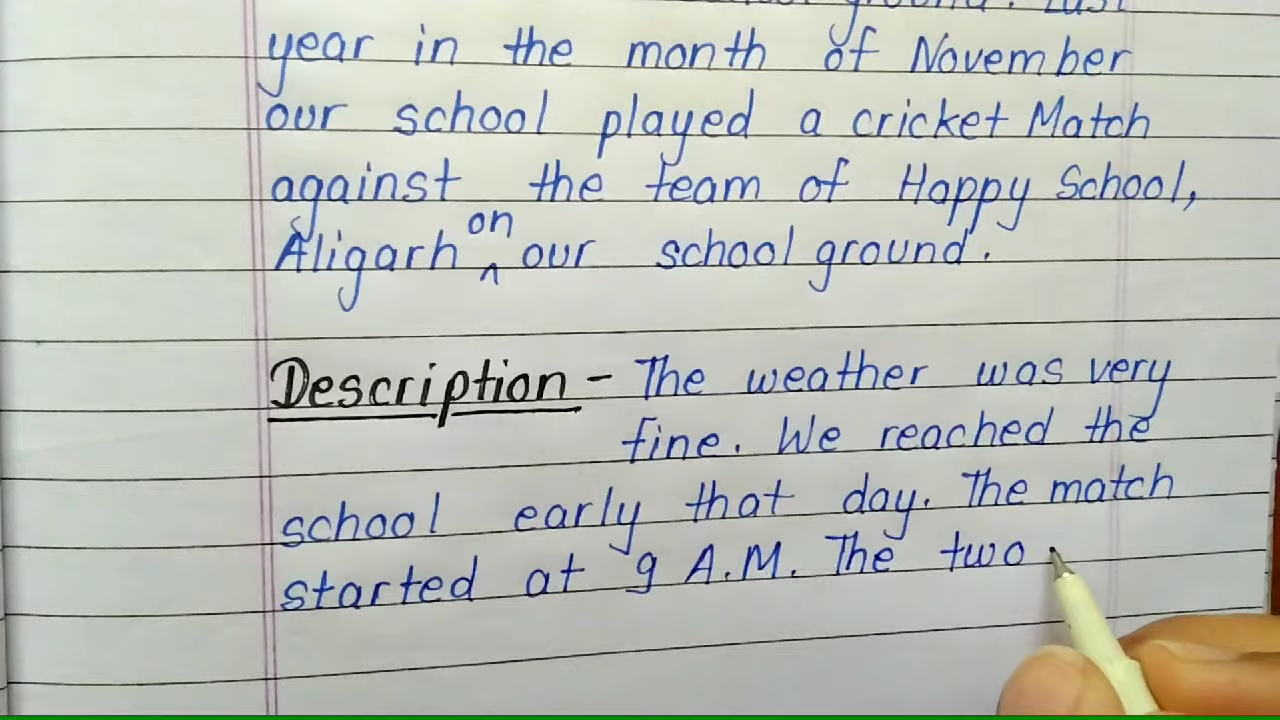 ground. Last
year in the month of November
our school played a cricket Match
against the team of Happy School,
Aligarh on our school ground.
Description - The weather was very
fine. We reached the
school early that day. The match
started at 9 A.M. The two